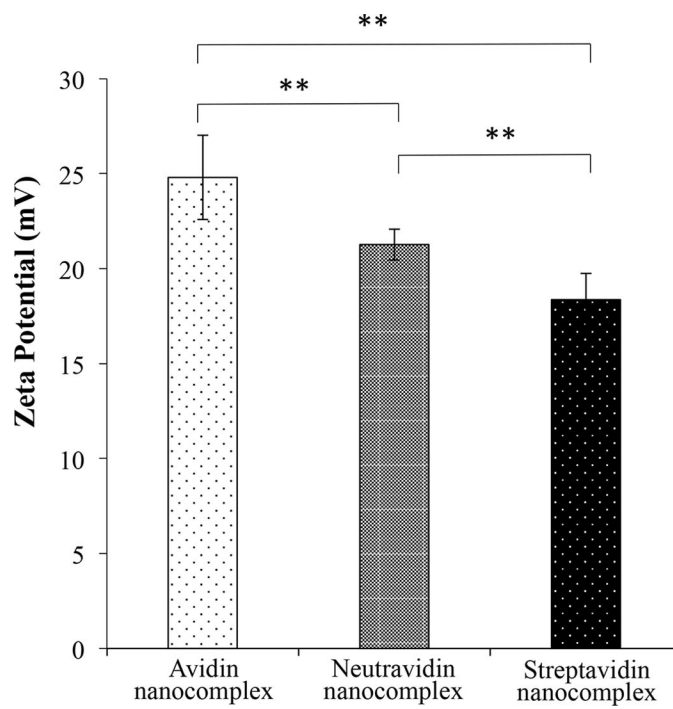 **
**
**
30
25
20
15
10
5
0
Zeta Potential (mV)
Avidin
nanocomplex
Neutravidin
nanocomplex
Streptavidin
nanocomplex